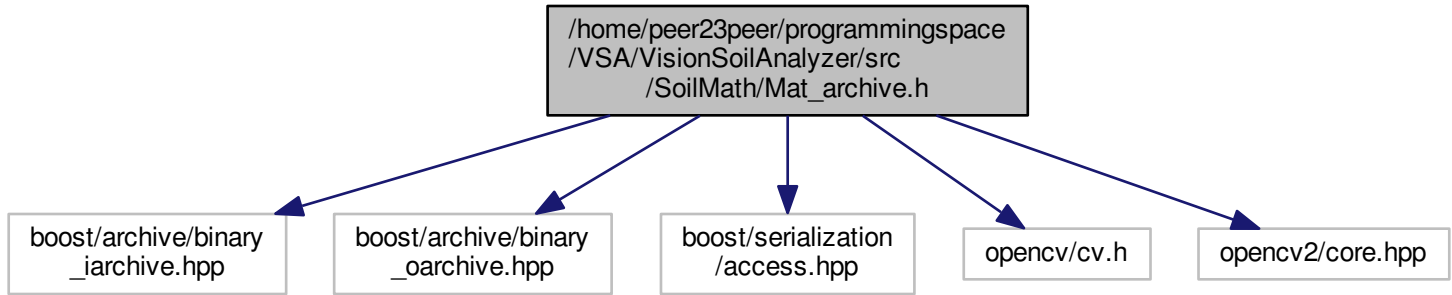 /home/peer23peer/programmingspace
/VSA/VisionSoilAnalyzer/src
/SoilMath/Mat_archive.h
boost/archive/binary
_iarchive.hpp
boost/archive/binary
_oarchive.hpp
boost/serialization
/access.hpp
opencv/cv.h
opencv2/core.hpp